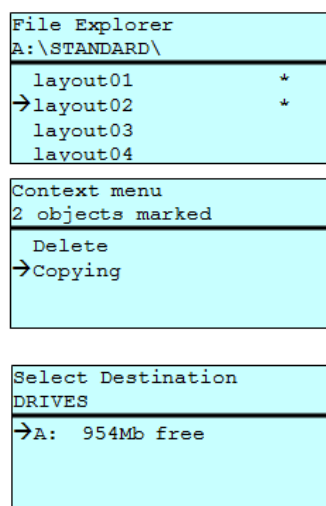 File Explorer
A:\STANDARD\
layout01 *
→layout02 *
layout03
layout04
Context menu
2 objects marked
Delete
→Copying
Select Destination
DRIVES
→A: 954Mb free